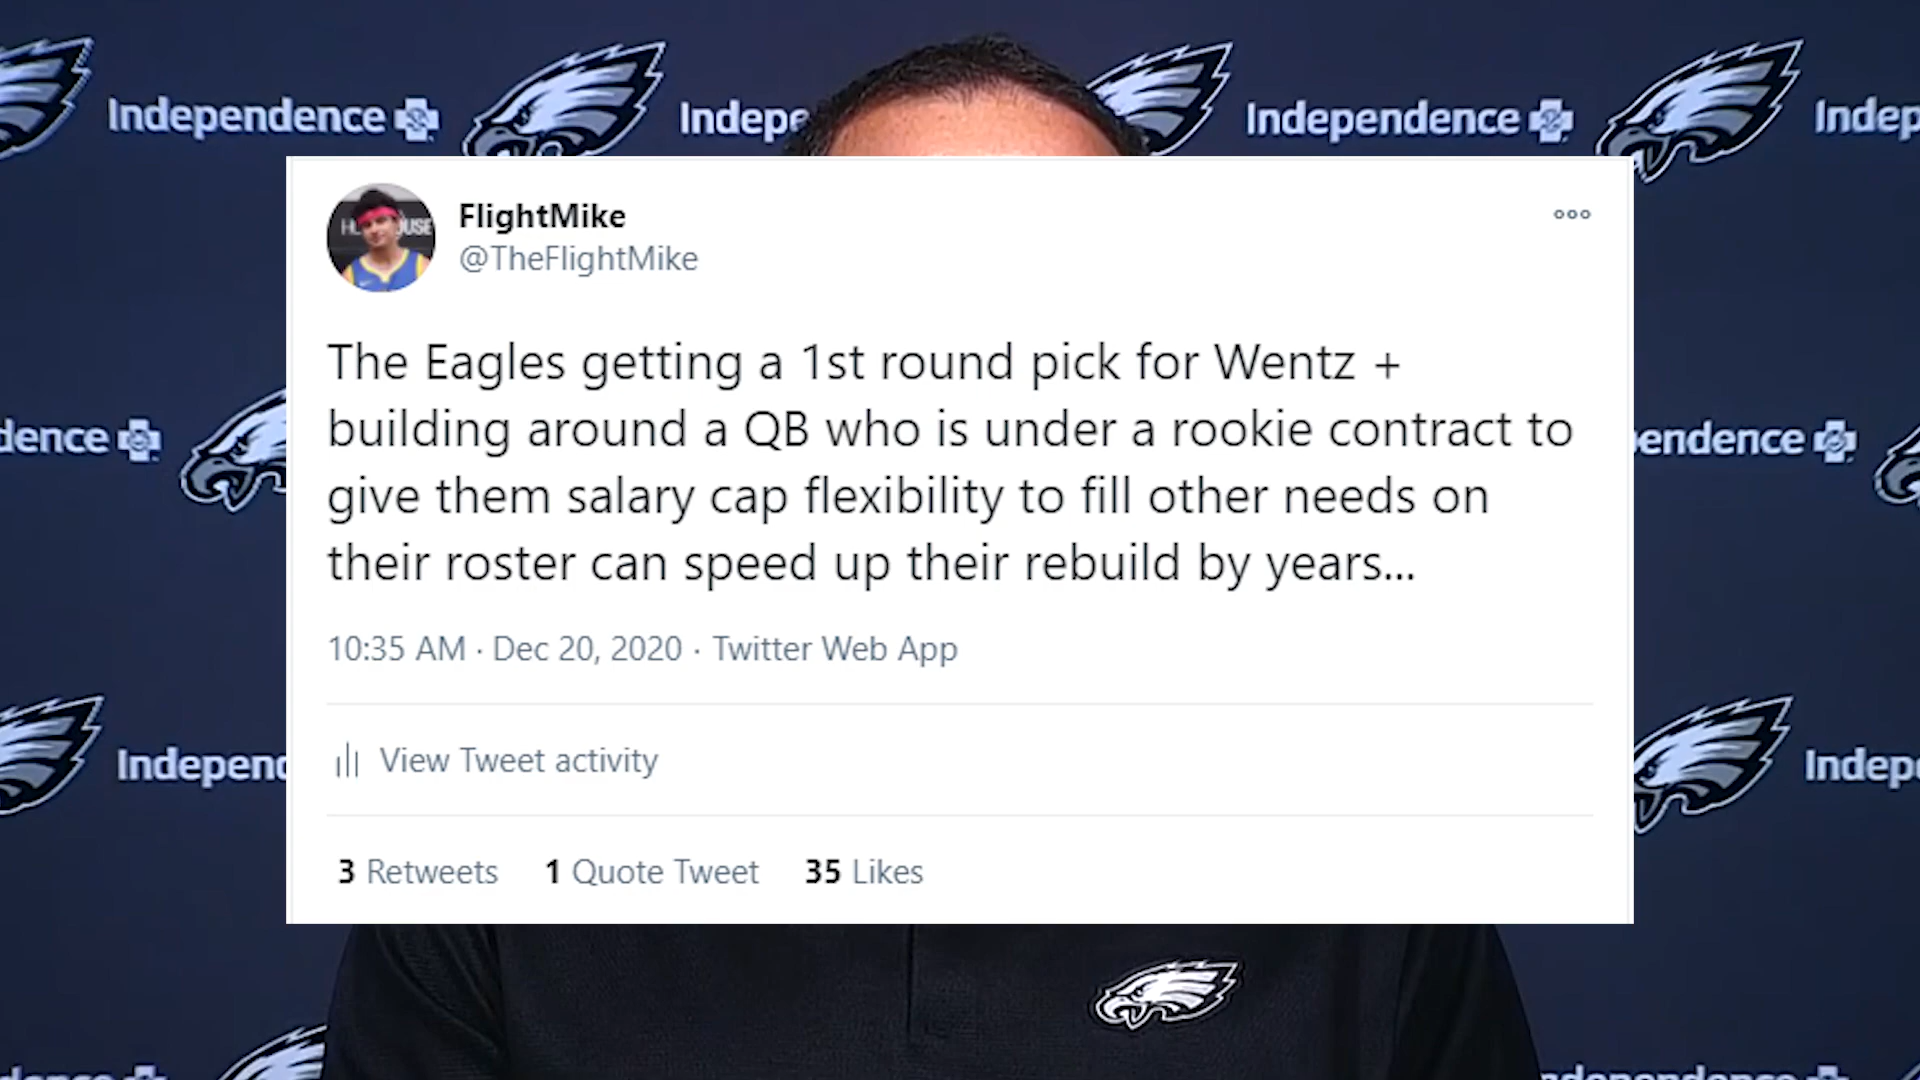 Independence Indepe Independence Indep
FlightMike
@TheFlightMike
The Eagles getting a 1st round pick for Wentz +
building around a QB who is under a rookie contract to
give them salary cap flexibility to fill other needs on
their roster can speed up their rebuild by years...
dence endence
10:35 AM · Dec 20, 2020 · Twitter Web App
View Tweet activity
Independ Indep
3 Retweets 1 Quote Tweet 35 Likes